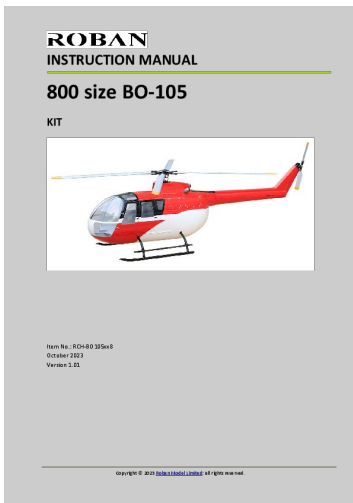 ROBAN
INSTRUCTION MANUAL
800 size BO-105
KIT
Item No.: RCH-BO105xx8
October 2023
Version 1.01
Copyright © 2023 Roban Model Limited. all rights reserved.